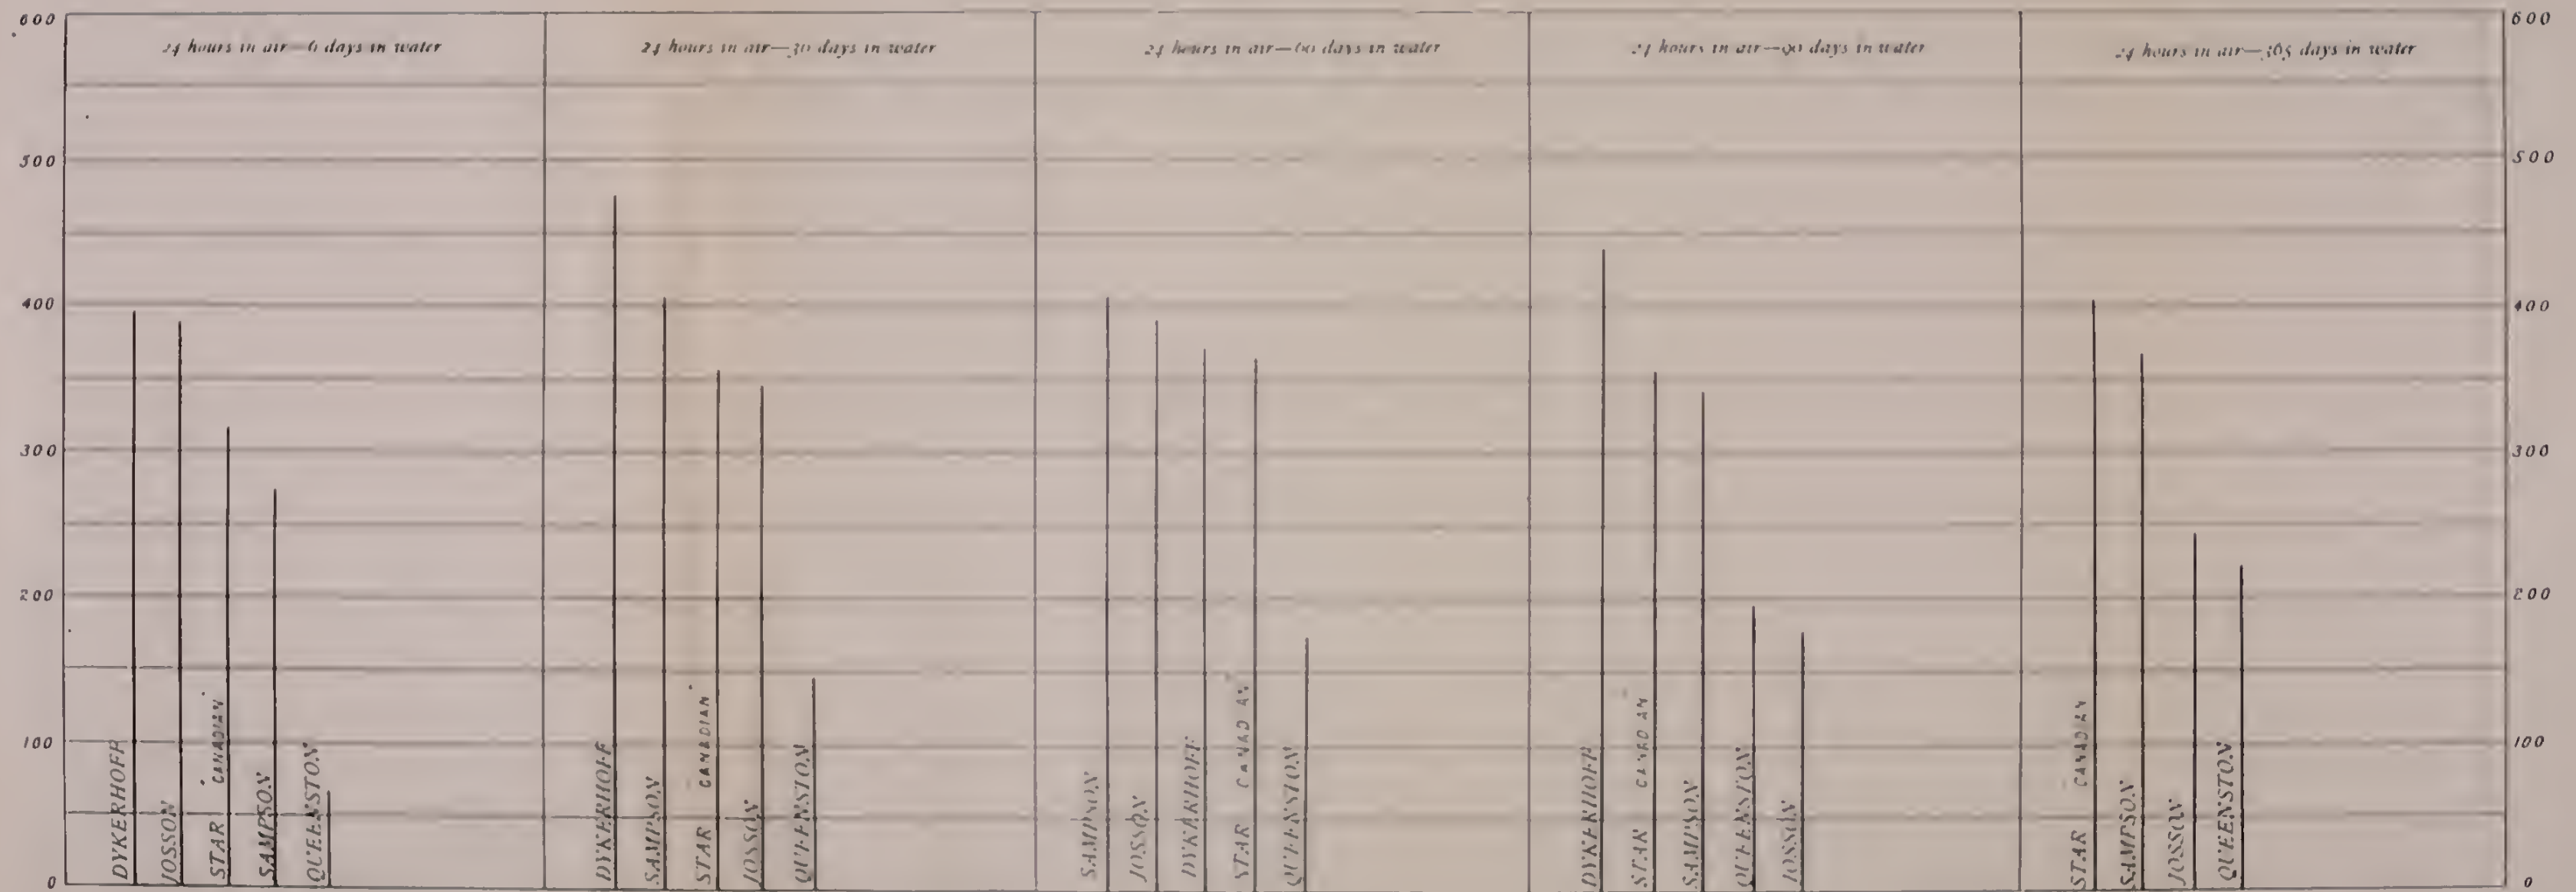 600
500
400
300
200
100
0
24 hours in air—6 days in water
DYKERHOFF
JOSSON
STAR CANADIAN
SAMPSON
QUEENSTON
24 hours in air—30 days in water
DYKERHOFF
SAMPSON
STAR CANADIAN
JOSSON
QUEENSTON
24 hours in air—60 days in water
SAMPSON
JOSSON
DYKERHOFF
STAR CANADIAN
QUEENSTON
24 hours in air—90 days in water
DYKERHOFF
STAR CANADIAN
SAMPSON
QUEENSTON
JOSSON
24 hours in air—365 days in water
STAR CANADIAN
SAMPSON
JOSSON
QUEENSTON
600
500
400
300
200
100
0